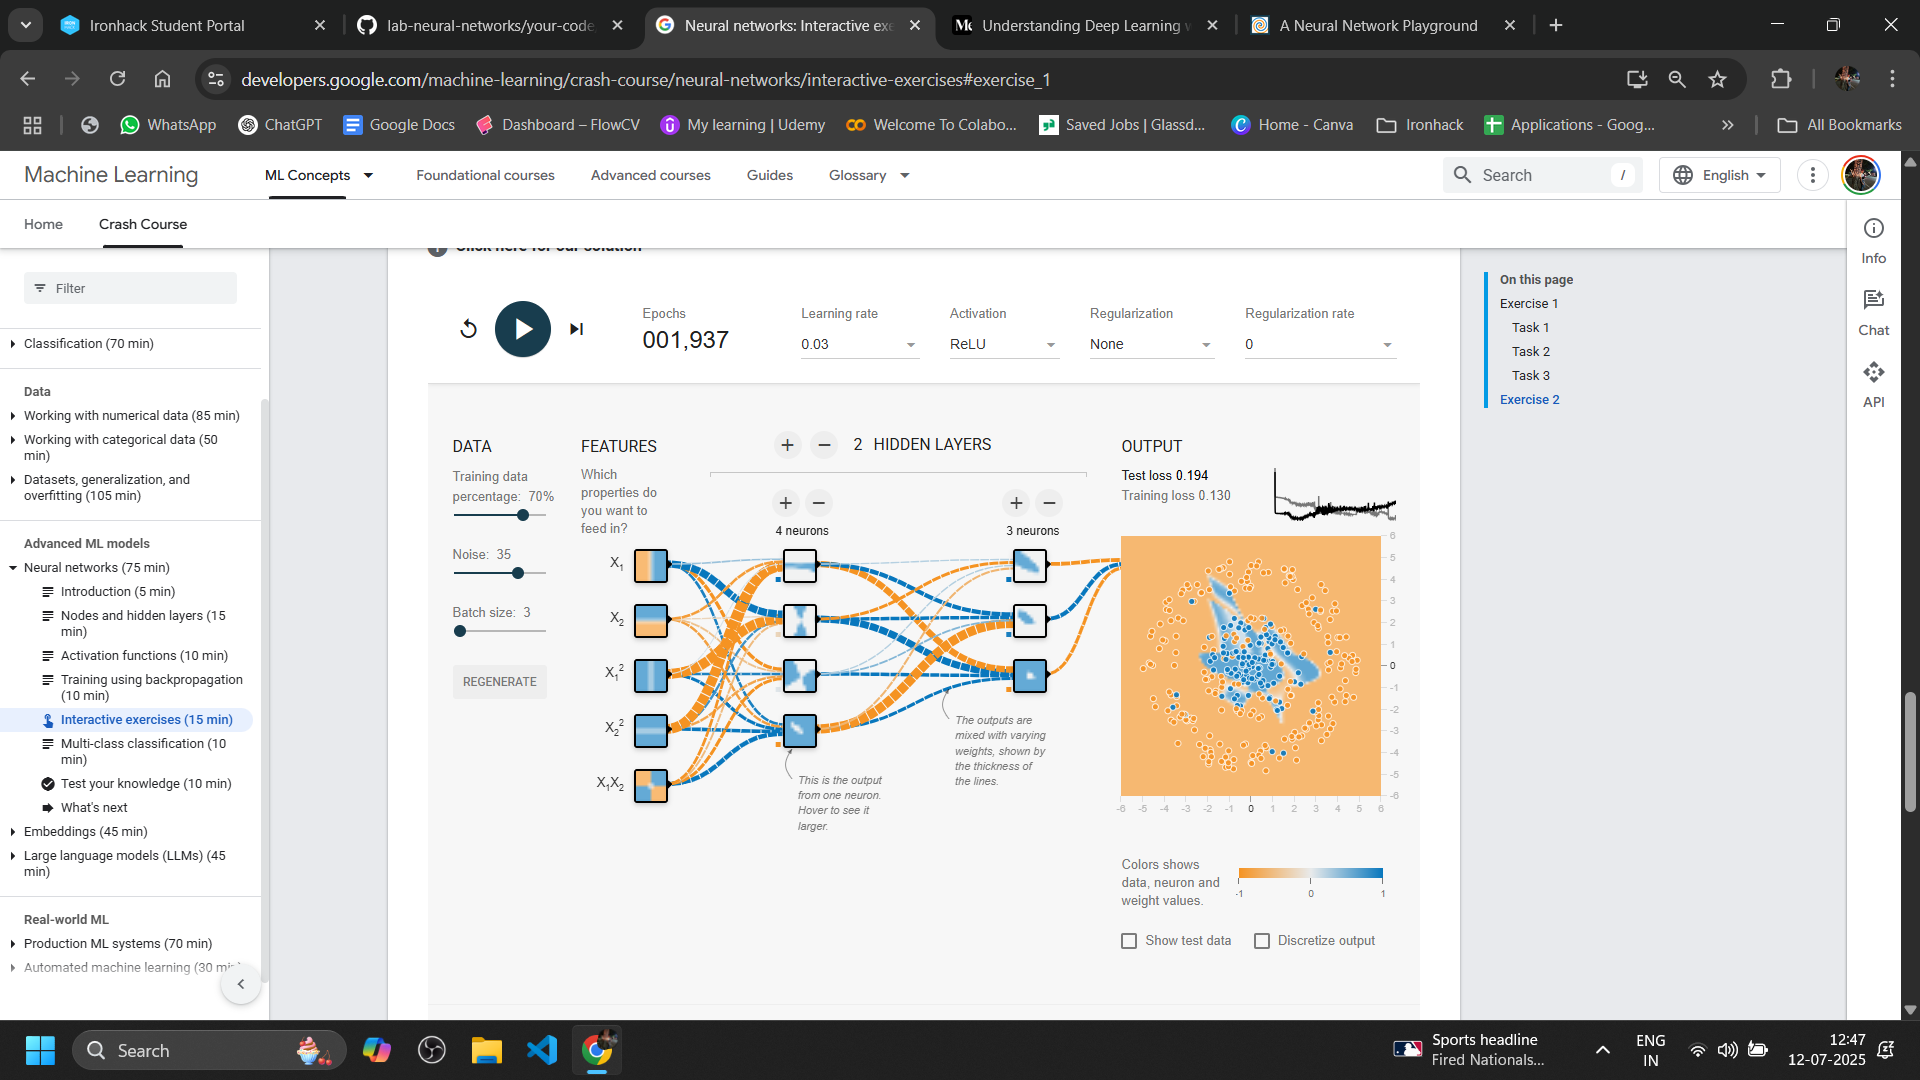 Ironhack Student Portal
lab-neural-networks/your-code
Neural networks: Interactive exe
Understanding Deep Learning w
A Neural Network Playground
developers.google.com/machine-learning/crash-course/neural-networks/interactive-exercises#exercise_1
WhatsApp
ChatGPT
Google Docs
Dashboard – FlowCV
My learning | Udemy
Welcome To Colabo...
Saved Jobs | Glassd...
Home - Canva
Ironhack
Applications - Goog...
All Bookmarks
Machine Learning
ML Concepts
Foundational courses
Advanced courses
Guides
Glossary
Search
/
English
Home
Crash Course
Filter
Classification (70 min)
Data
Working with numerical data (85 min)
Working with categorical data (50
min)
Datasets, generalization, and
overfitting (105 min)
Advanced ML models
Neural networks (75 min)
Introduction (5 min)
Nodes and hidden layers (15
min)
Activation functions (10 min)
Training using backpropagation
(10 min)
Interactive exercises (15 min)
Multi-class classification (10
min)
Test your knowledge (10 min)
What's next
Embeddings (45 min)
Large language models (LLMs) (45
min)
Real-world ML
Production ML systems (70 min)
Automated machine learning (30 min)
Click here for our solution
Epochs
001,937
Learning rate
0.03
Activation
ReLU
Regularization
None
Regularization rate
0
DATA
Training data
percentage: 70%
Noise: 35
Batch size: 3
REGENERATE
FEATURES
Which
properties do
you want to
feed in?
X1
X2
X1²
X2²
X1X2
+
−
2 HIDDEN LAYERS
+
−
4 neurons
+
−
3 neurons
This is the output
from one neuron.
Hover to see it
larger.
The outputs are
mixed with varying
weights, shown by
the thickness of
the lines.
OUTPUT
Test loss 0.194
Training loss 0.130
6
5
4
3
2
1
0
-1
-2
-3
-4
-5
-6
-6 -5 -4 -3 -2 -1 0 1 2 3 4 5 6
Colors shows
data, neuron and
weight values.
-1 0 1
Show test data
Discretize output
On this page
Exercise 1
Task 1
Task 2
Task 3
Exercise 2
Info
Chat
API
Search
Sports headline
Fired Nationals...
ENG
IN
12:47
12-07-2025